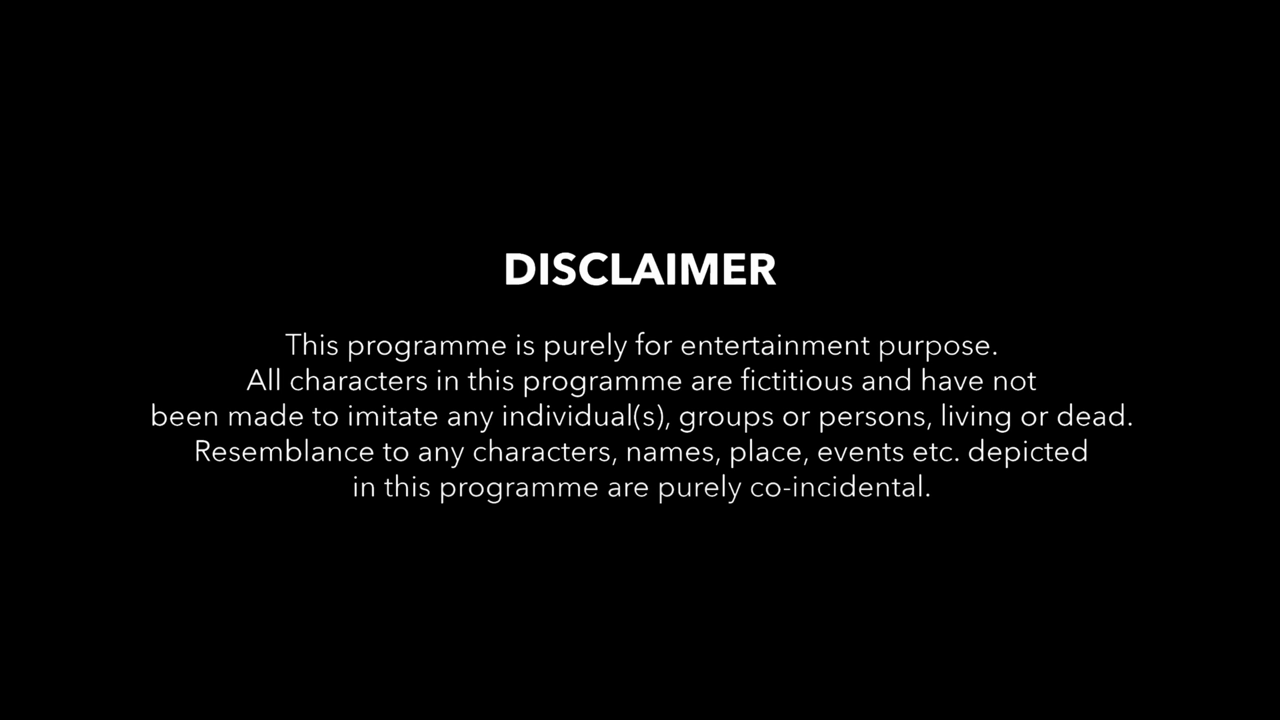 DISCLAIMER
This programme is purely for entertainment purpose.
All characters in this programme are fictitious and have not
been made to imitate any individual(s), groups or persons, living or dead.
Resemblance to any characters, names, place, events etc. depicted
in this programme are purely co-incidental.